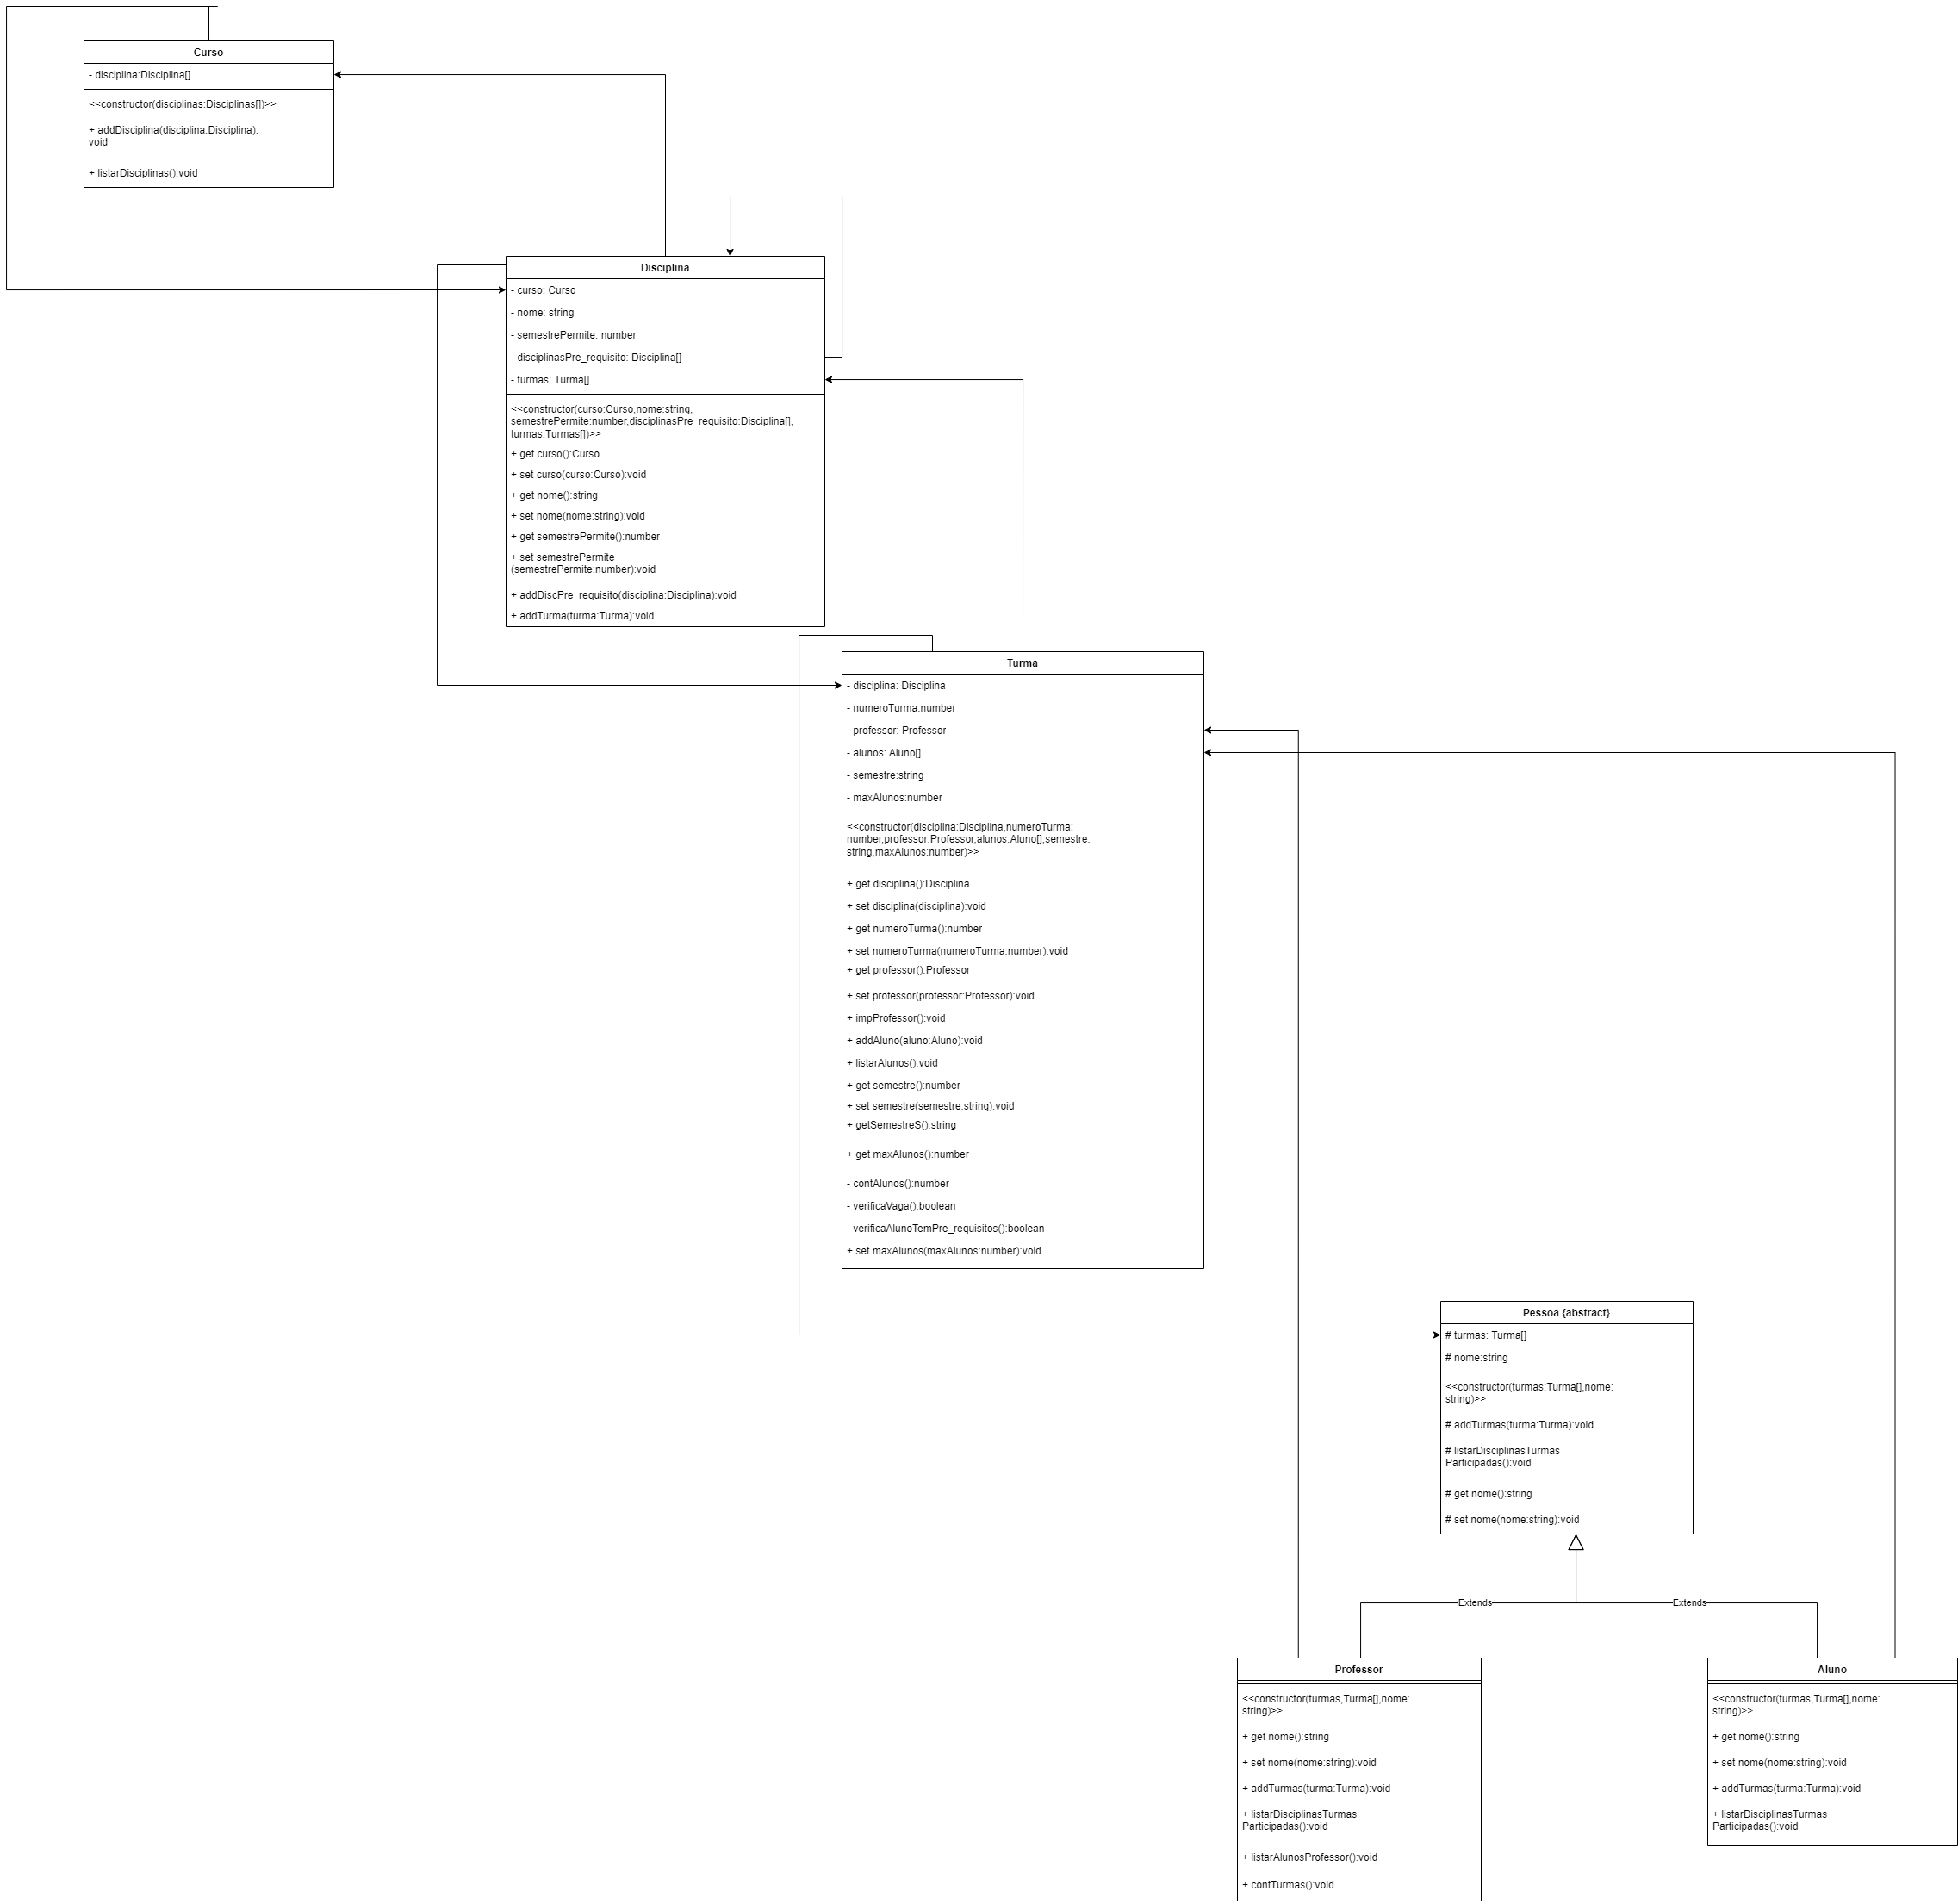 Curso
- disciplina:Disciplina[]
<<constructor(disciplinas:Disciplinas[])>>
+ addDisciplina(disciplina:Disciplina):
void
+ listarDisciplinas():void
Disciplina
- curso: Curso
- nome: string
- semestrePermite: number
- disciplinasPre_requisito: Disciplina[]
- turmas: Turma[]
<<constructor(curso:Curso,nome:string,
semestrePermite:number,disciplinasPre_requisito:Disciplina[],
turmas:Turmas[])>>
+ get curso():Curso
+ set curso(curso:Curso):void
+ get nome():string
+ set nome(nome:string):void
+ get semestrePermite():number
+ set semestrePermite
(semestrePermite:number):void
+ addDiscPre_requisito(disciplina:Disciplina):void
+ addTurma(turma:Turma):void
Turma
- disciplina: Disciplina
- numeroTurma:number
- professor: Professor
- alunos: Aluno[]
- semestre:string
- maxAlunos:number
<<constructor(disciplina:Disciplina,numeroTurma:
number,professor:Professor,alunos:Aluno[],semestre:
string,maxAlunos:number)>>
+ get disciplina():Disciplina
+ set disciplina(disciplina):void
+ get numeroTurma():number
+ set numeroTurma(numeroTurma:number):void
+ get professor():Professor
+ set professor(professor:Professor):void
+ impProfessor():void
+ addAluno(aluno:Aluno):void
+ listarAlunos():void
+ get semestre():number
+ set semestre(semestre:string):void
+ getSemestreS():string
+ get maxAlunos():number
- contAlunos():number
- verificaVaga():boolean
- verificaAlunoTemPre_requisitos():boolean
+ set maxAlunos(maxAlunos:number):void
Pessoa {abstract}
# turmas: Turma[]
# nome:string
<<constructor(turmas:Turma[],nome:
string)>>
# addTurmas(turma:Turma):void
# listarDisciplinasTurmas
Participadas():void
# get nome():string
# set nome(nome:string):void
Extends
Extends
Professor
<<constructor(turmas,Turma[],nome:
string)>>
+ get nome():string
+ set nome(nome:string):void
+ addTurmas(turma:Turma):void
+ listarDisciplinasTurmas
Participadas():void
+ listarAlunosProfessor():void
+ contTurmas():void
Aluno
<<constructor(turmas,Turma[],nome:
string)>>
+ get nome():string
+ set nome(nome:string):void
+ addTurmas(turma:Turma):void
+ listarDisciplinasTurmas
Participadas():void